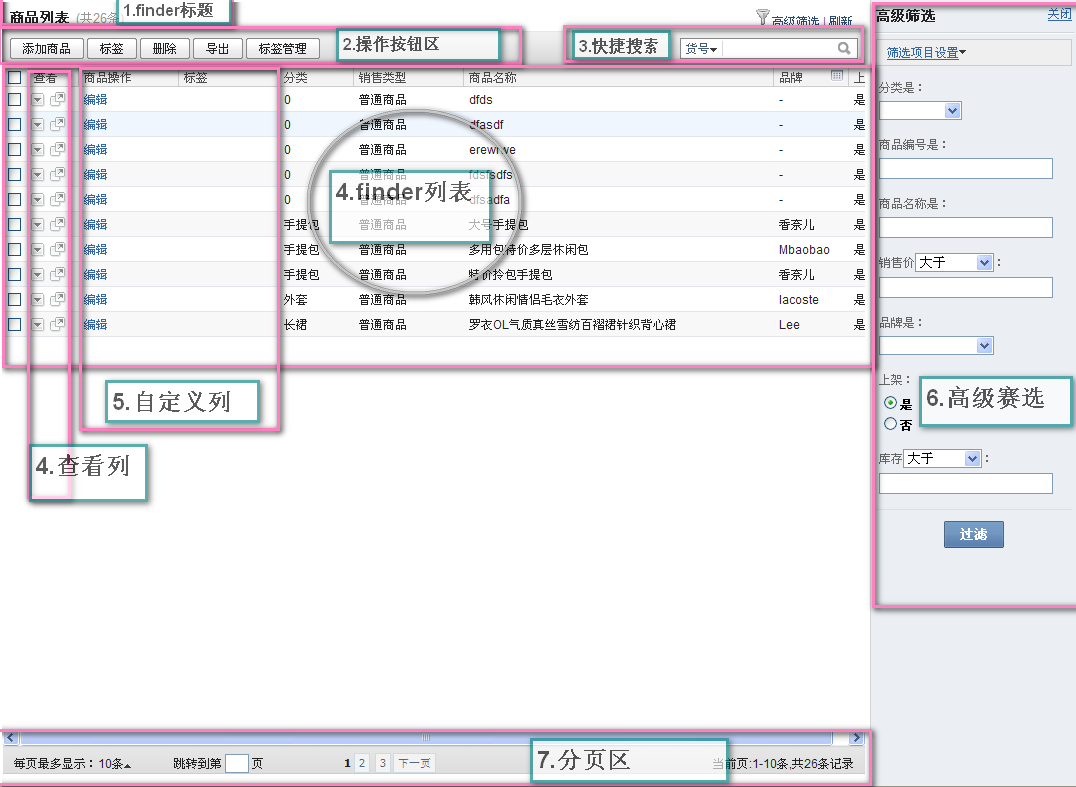 商品列表 (共26条
1.finder标题
高级筛选 | 刷新
高级筛选
关闭
添加商品 标签 删除 导出 标签管理
2.操作按钮区
3.快捷搜索
货号
筛选项目设置
查看 商品操作 标签 分类 销售类型 商品名称 品牌 上
编辑 0 普通商品 dfds - 是
编辑 0 普通商品 dfasdf - 是
编辑 0 普通商品 erewrwe - 是
编辑 0 普通商品 fdsfsdfs - 是
编辑 0 普通商品 dfsadfa - 是
4.finder列表
编辑 手提包 普通商品 大号手提包 香奈儿 是
编辑 手提包 普通商品 多用包特价多层休闲包 Mbaobao 是
编辑 手提包 普通商品 特价拎包手提包 香奈儿 是
编辑 外套 普通商品 韩风休闲情侣毛衣外套 lacoste 是
编辑 长裙 普通商品 罗衣OL气质真丝雪纺百褶裙针织背心裙 Lee 是
5.自定义列
4.查看列
分类是：
商品编号是：
商品名称是：
销售价 大于 ：
品牌是：
上架：
是
否
6.高级赛选
库存 大于 ：
过滤
每页最多显示：10条 跳转到第 页 1 2 3 下一页
7.分页区
当前页:1-10条,共26条记录